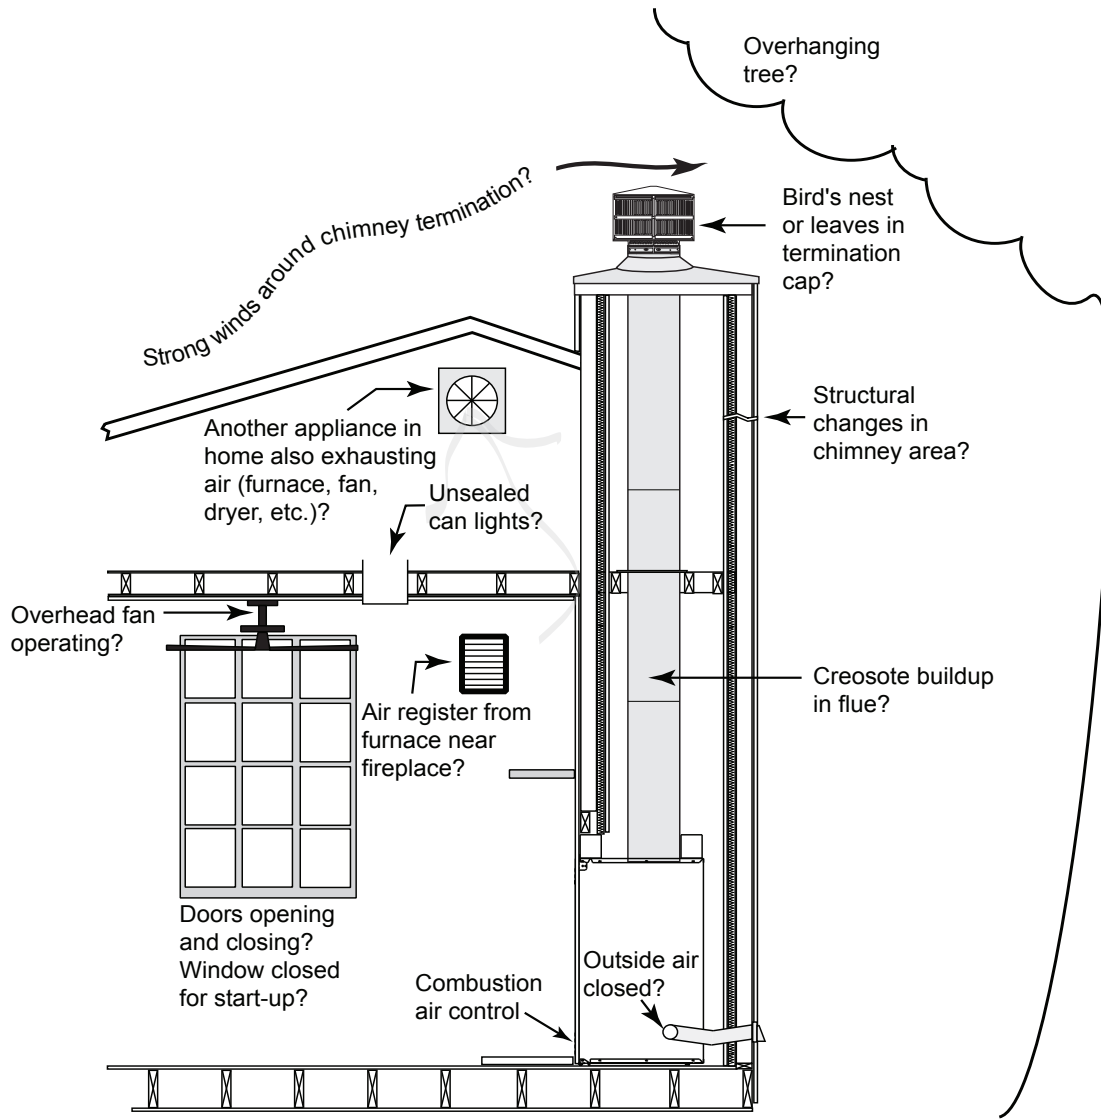 Overhanging
tree?
Strong winds around chimney termination?
Bird's nest
or leaves in
termination
cap?
Structural
changes in
chimney area?
Another appliance in
home also exhausting
air (furnace, fan,
dryer, etc.)?
Unsealed
can lights?
Overhead fan
operating?
Air register from
furnace near
fireplace?
Creosote buildup
in flue?
Doors opening
and closing?
Window closed
for start-up?
Combustion
air control
Outside air
closed?